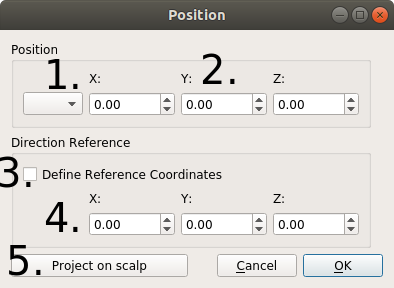 Position
Position
1. X: Y: 2. Z:
0.00 0.00 0.00
Direction Reference
3. Define Reference Coordinates
X: Y: Z:
4. 0.00 0.00 0.00
5. Project on scalp Cancel OK